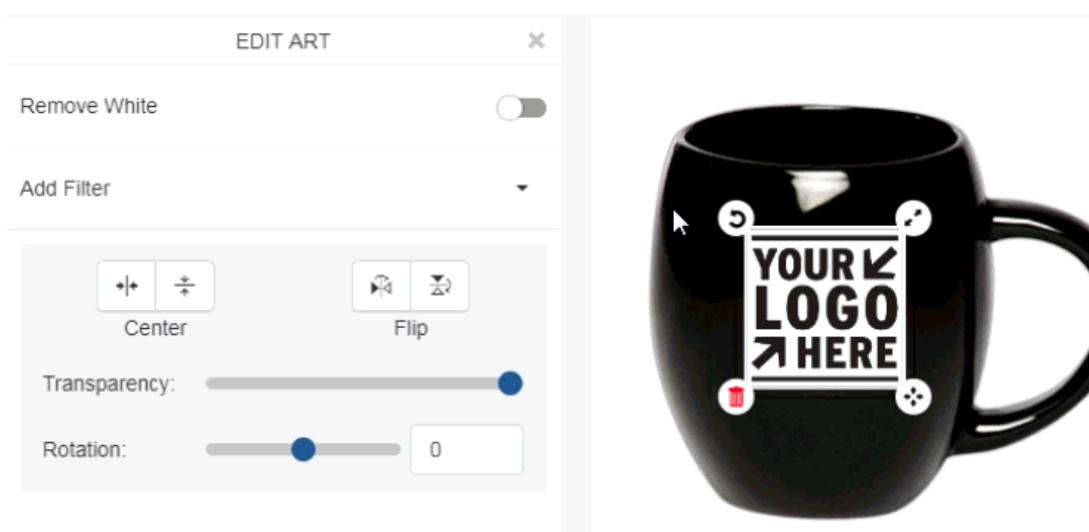 EDIT ART
Remove White
Add Filter
Center
Flip
Transparency:
Rotation:
0
YOUR
LOGO
HERE